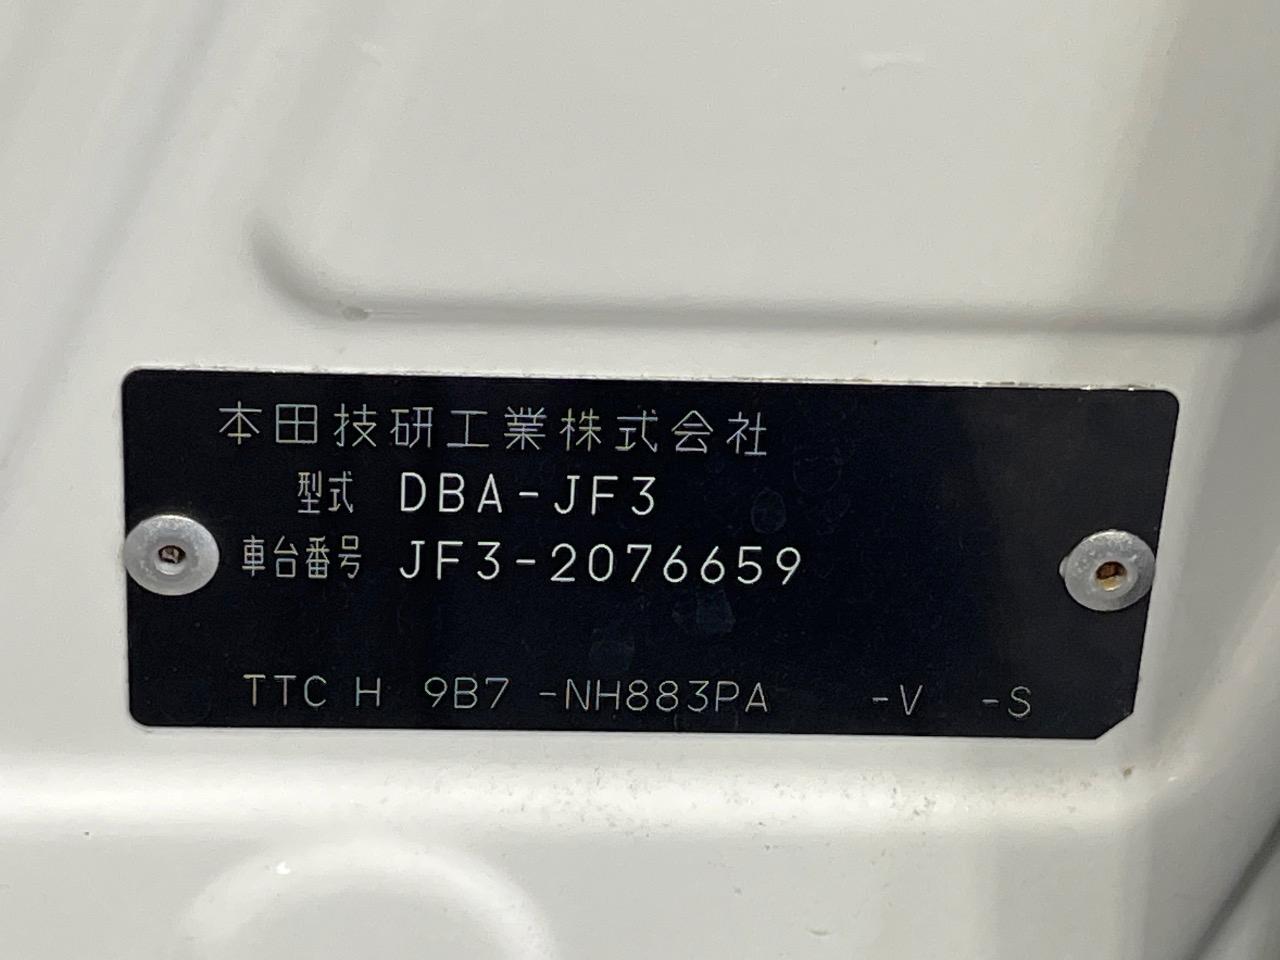 本田技研工業株式会社
型式 DBA-JF3
車台番号 JF3-2076659
TTC H 9B7 -NH883PA -V -S